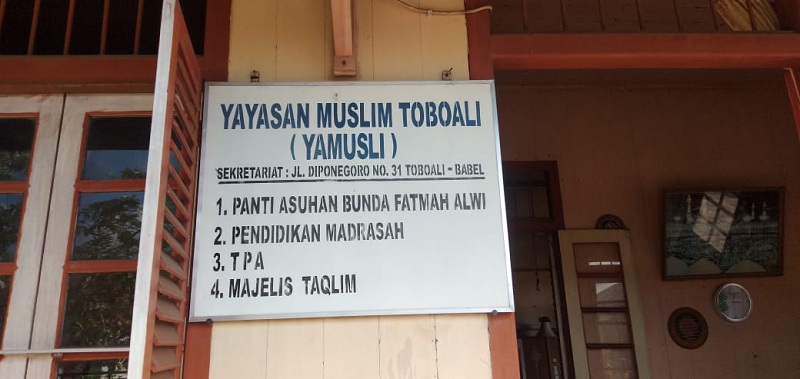 YAYASAN MUSLIM TOBOALI
( YAMUSLI )
SEKRETARIAT : JL. DIPONEGORO NO. 31 TOBOALI - BABEL
1. PANTI ASUHAN BUNDA FATMAH ALWI
2. PENDIDIKAN MADRASAH
3. T P A
4. MAJELIS TAQLIM